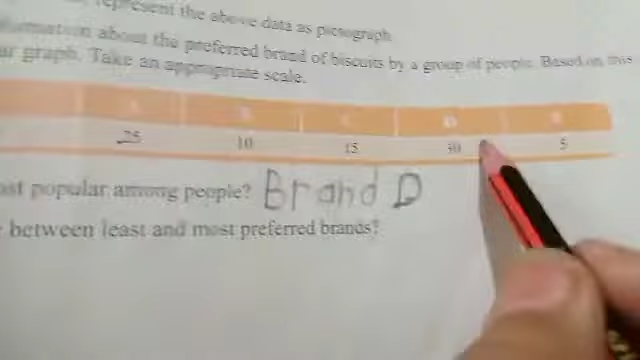 represent the above data as pictograph
information about the preferred brand of biscuits by a group of people. Based on this
ar graph. Take an appropriate scale.
A B C D E
25 10 15 30 5
ost popular among people? Brand D
between least and most preferred brands?